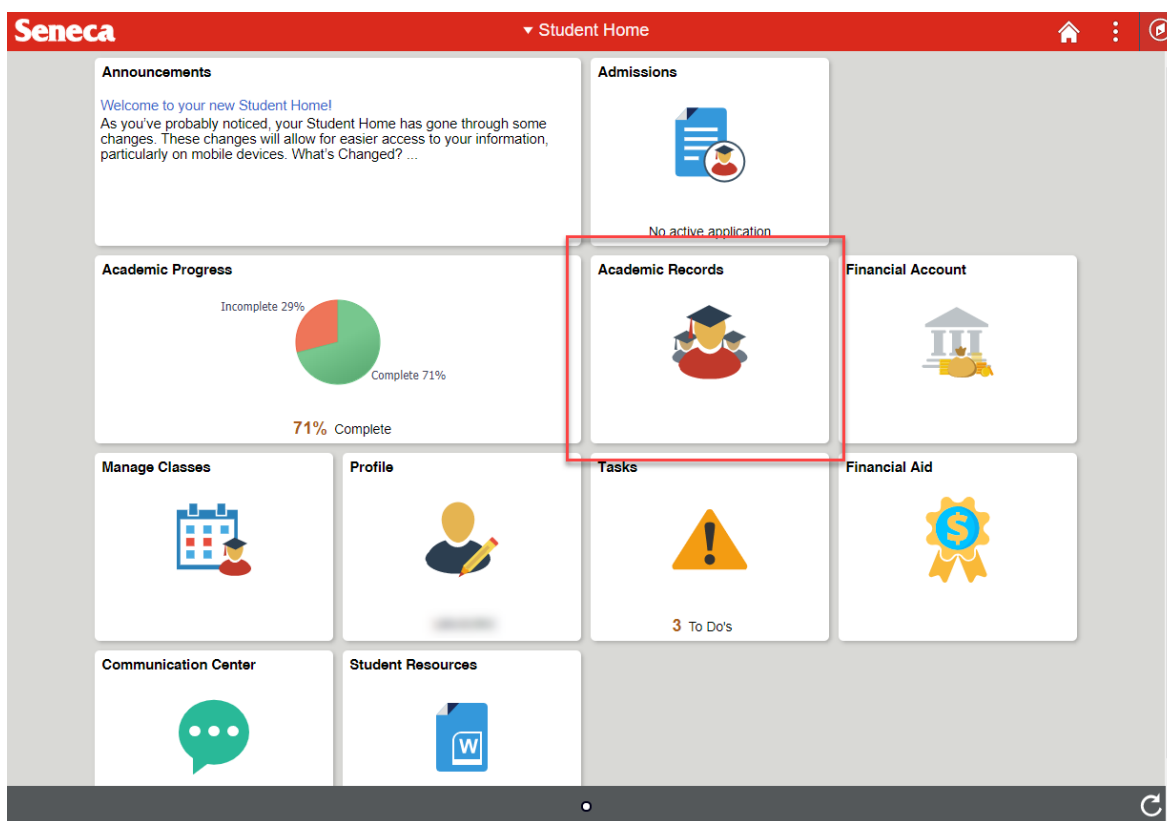 Seneca
Student Home
Announcements
Welcome to your new Student Home!
As you've probably noticed, your Student Home has gone through some
changes. These changes will allow for easier access to your information,
particularly on mobile devices. What's Changed? ...
Admissions
No active application
Academic Progress
Incomplete 29%
Complete 71%
71% Complete
Academic Records
Financial Account
Manage Classes
Profile
Tasks
3 To Do's
Financial Aid
Communication Center
Student Resources
W